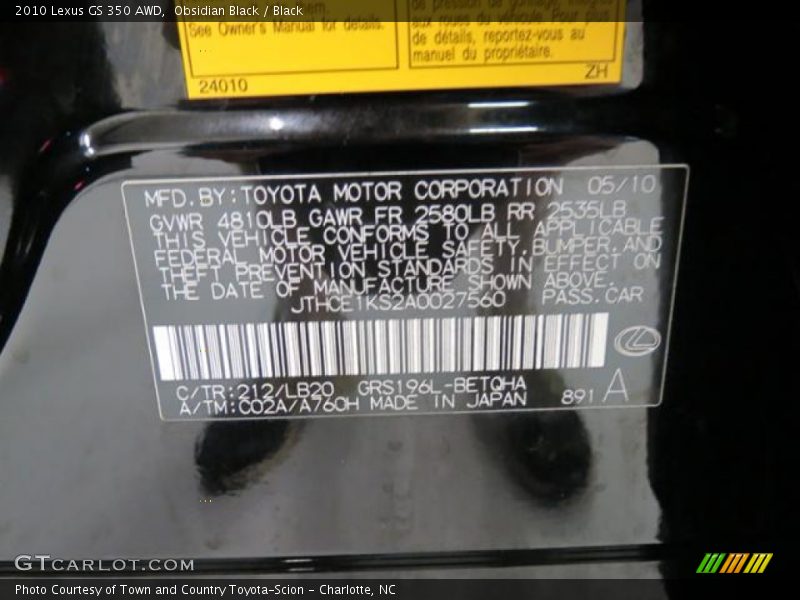 2010 Lexus GS 350 AWD, Obsidian Black / Black
See Owner's Manual for details.
24010
de détails, reportez-vous au
manuel du propriétaire.
ZH
MFD. BY: TOYOTA MOTOR CORPORATION 05/10
GVWR 4810LB GAWR FR 2580LB RR 2535LB
THIS VEHICLE CONFORMS TO ALL APPLICABLE
FEDERAL MOTOR VEHICLE SAFETY, BUMPER, AND
THEFT PREVENTION STANDARDS IN EFFECT ON
THE DATE OF MANUFACTURE SHOWN ABOVE.
JTHCE1KS2A0027560 PASS. CAR
C/TR: 212/LB20 GRS196L-BETQHA
A/TM: C02A/A760H MADE IN JAPAN 891 A
GTcarlot.com
Photo Courtesy of Town and Country Toyota-Scion - Charlotte, NC